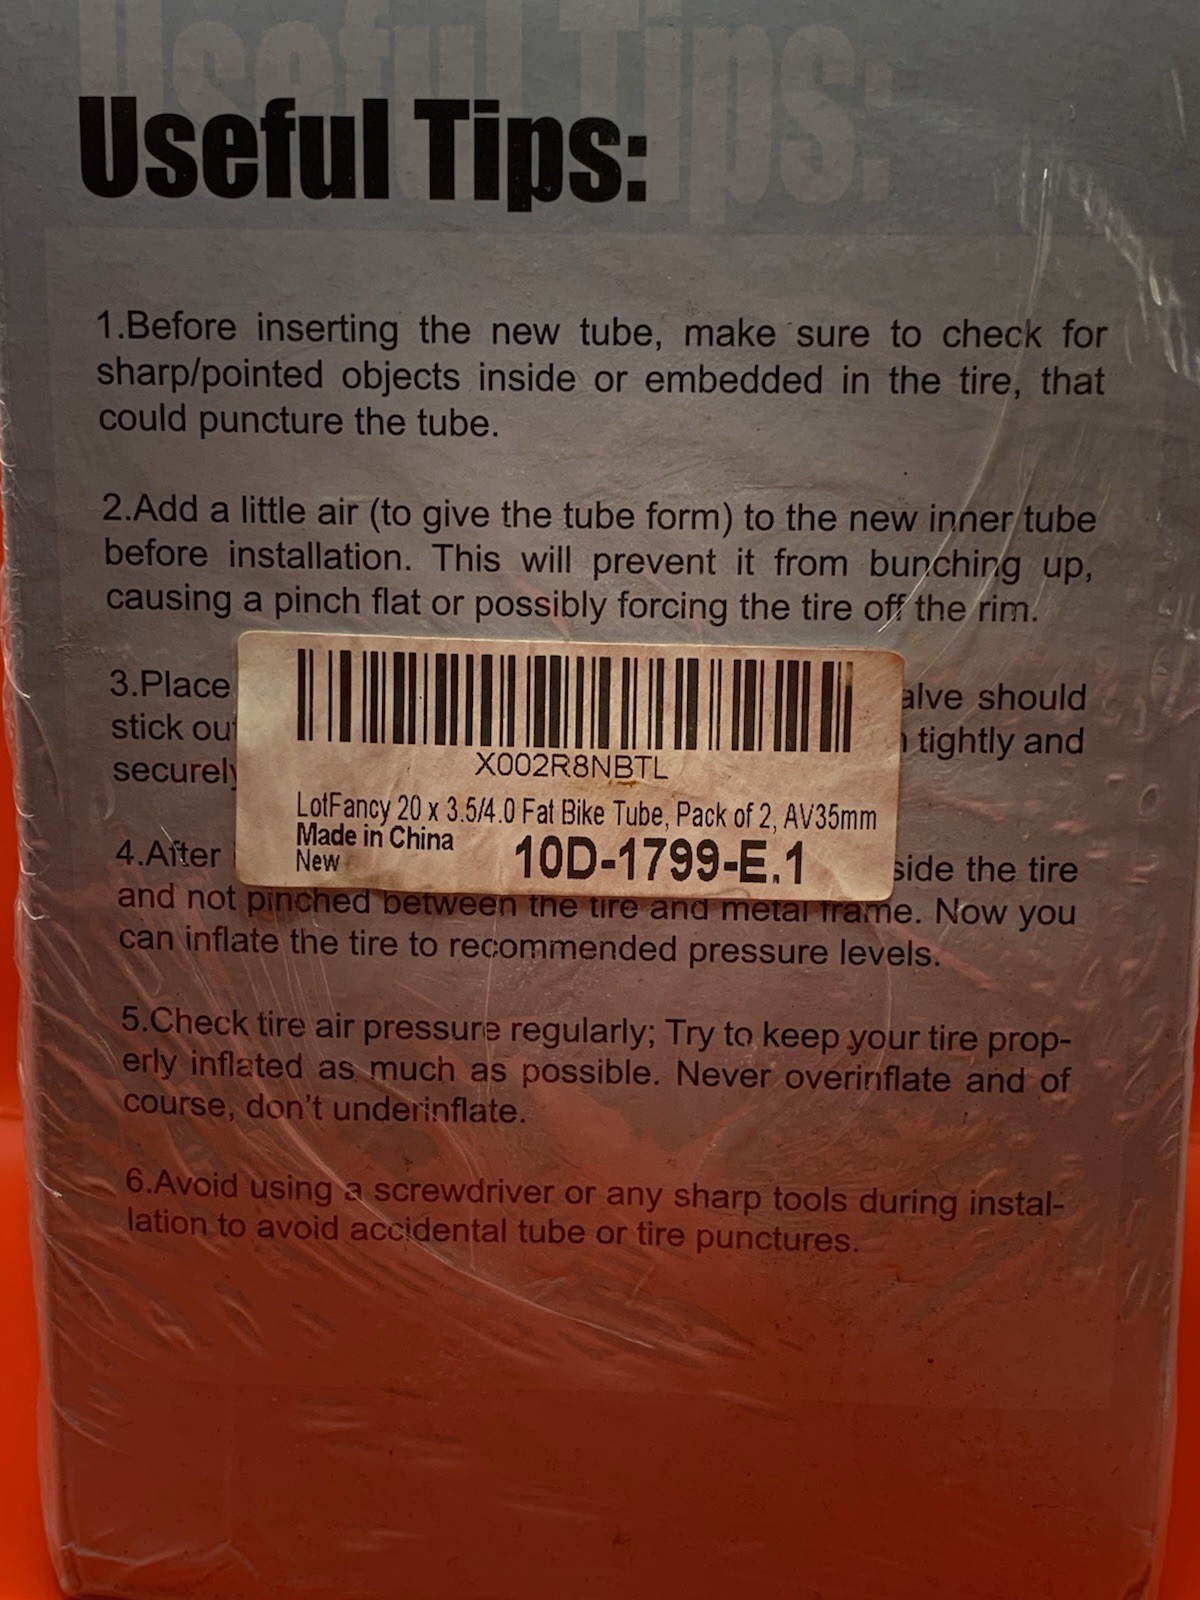 Useful Tips:
Useful Tips:
1.Before inserting the new tube, make sure to check for
sharp/pointed objects inside or embedded in the tire, that
could puncture the tube.
2.Add a little air (to give the tube form) to the new inner tube
before installation. This will prevent it from bunching up,
causing a pinch flat or possibly forcing the tire off the rim.
3.Place should
stick tightly and
X002R8NBTL
LotFancy 20 x 3.5/4.0 Fat Bike Tube, Pack of 2, AV35mm
Made in China
New 10D-1799-E.1
4.After the tire
and not pinched between the tire and metal frame. Now you
can inflate the tire to recommended pressure levels.
5.Check tire air pressure regularly; Try to keep your tire prop-
erly inflated as much as possible. Never overinflate and of
course, don't underinflate.
6.Avoid using a screwdriver or any sharp tools during instal-
lation to avoid accidental tube or tire punctures.